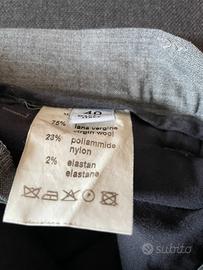 40
75%
lana vergine
virgin wool
23%
poliammide
nylon
2%
elastan
elastane
subito